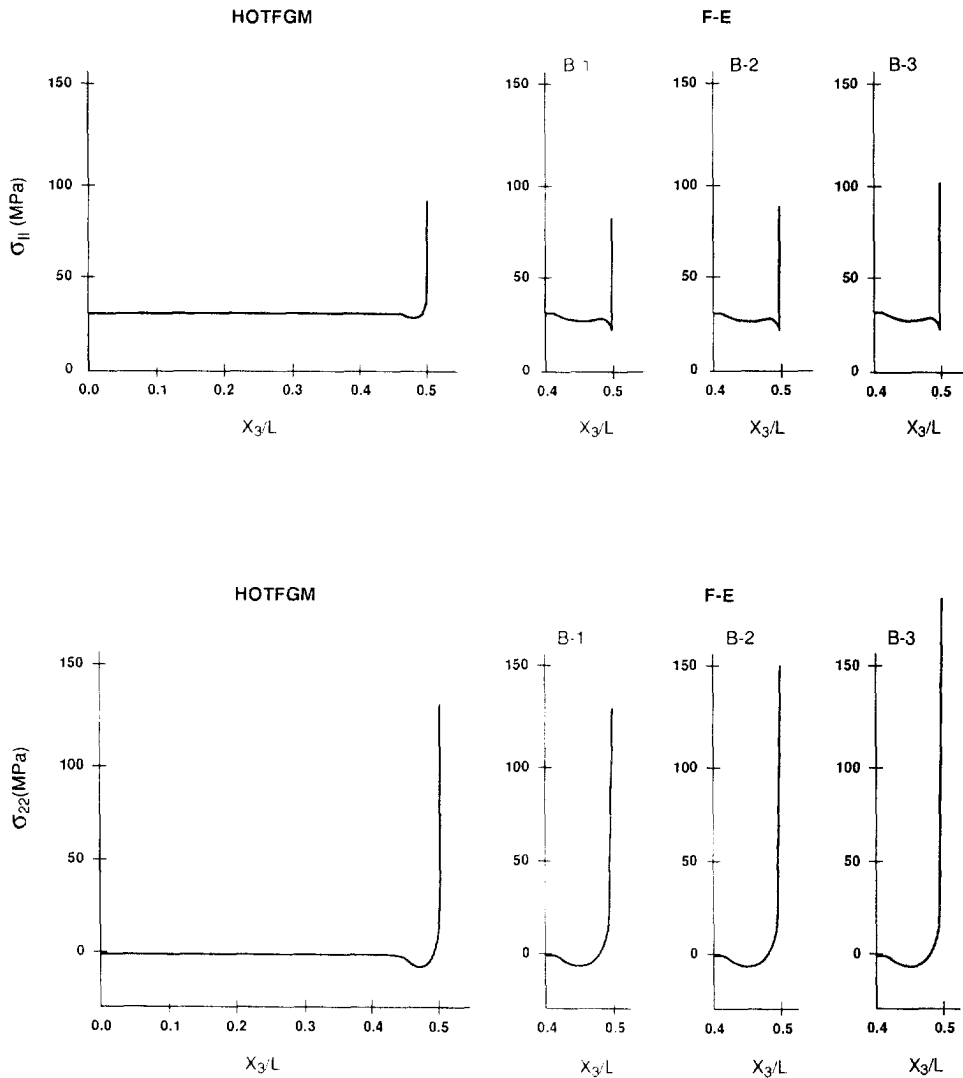 HOTFGM F-E
B-1 B-2 B-3
150 150 150 150
100 100 100 100
50 50 50 50
0 0 0 0
σ11 (MPa)
0.0 0.1 0.2 0.3 0.4 0.5 0.4 0.5 0.4 0.5 0.4 0.5
X3/L X3/L X3/L X3/L
HOTFGM F-E
B-1 B-2 B-3
150 150 150 150
100 100 100 100
50 50 50 50
0 0 0 0
σ22(MPa)
0.0 0.1 0.2 0.3 0.4 0.5 0.4 0.5 0.4 0.5 0.4 0.5
X3/L X3/L X3/L X3/L